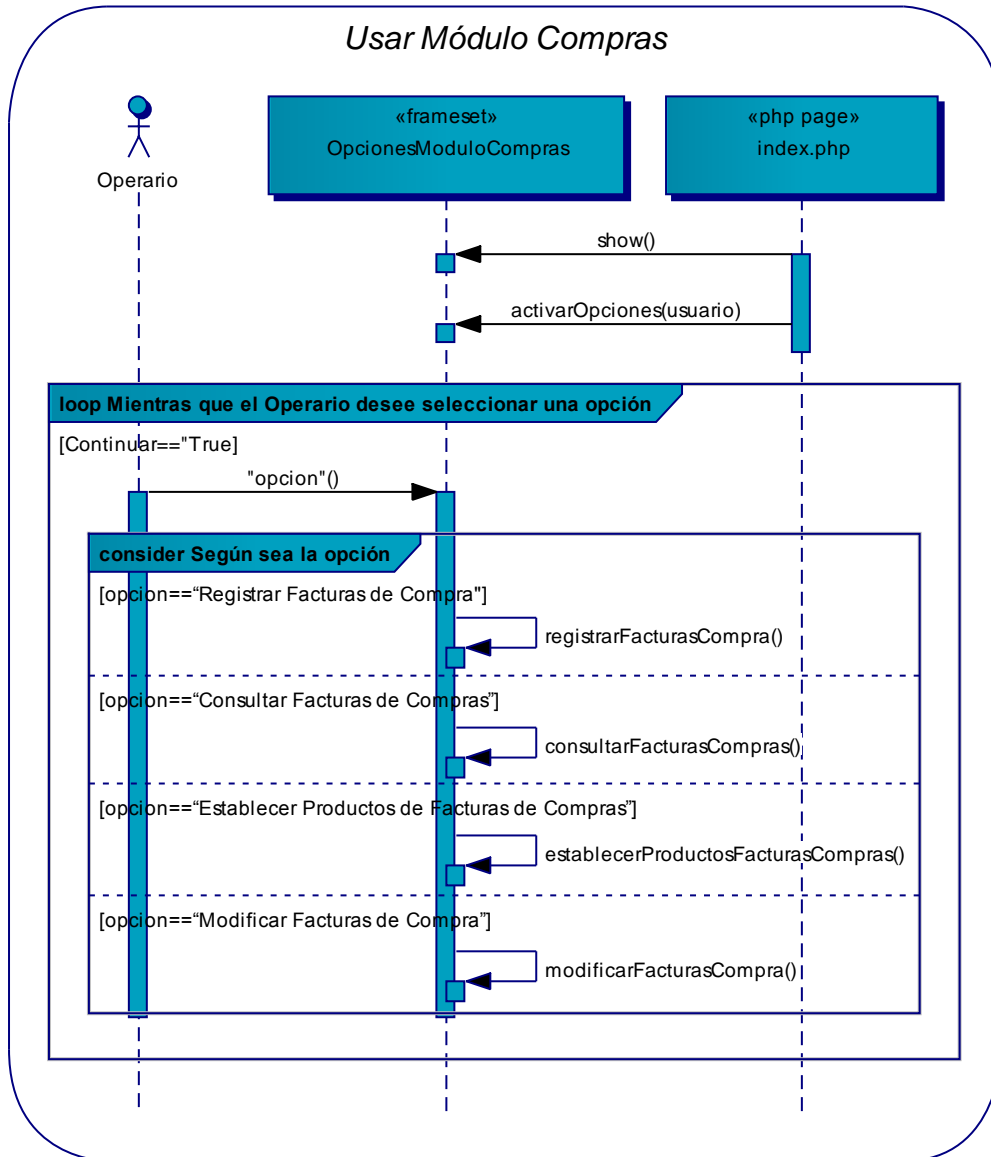 Usar Módulo Compras
«frameset»
OpcionesModuloCompras
«php page»
index.php
Operario
show()
activarOpciones(usuario)
loop Mientras que el Operario desee seleccionar una opción
[Continuar=="True]
"opcion"()
consider Según sea la opción
[opcion==“Registrar Facturas de Compra"]
registrarFacturasCompra()
[opcion==“Consultar Facturas de Compras”]
consultarFacturasCompras()
[opcion==“Establecer Productos de Facturas de Compras”]
establecerProductosFacturasCompras()
[opcion==“Modificar Facturas de Compra”]
modificarFacturasCompra()